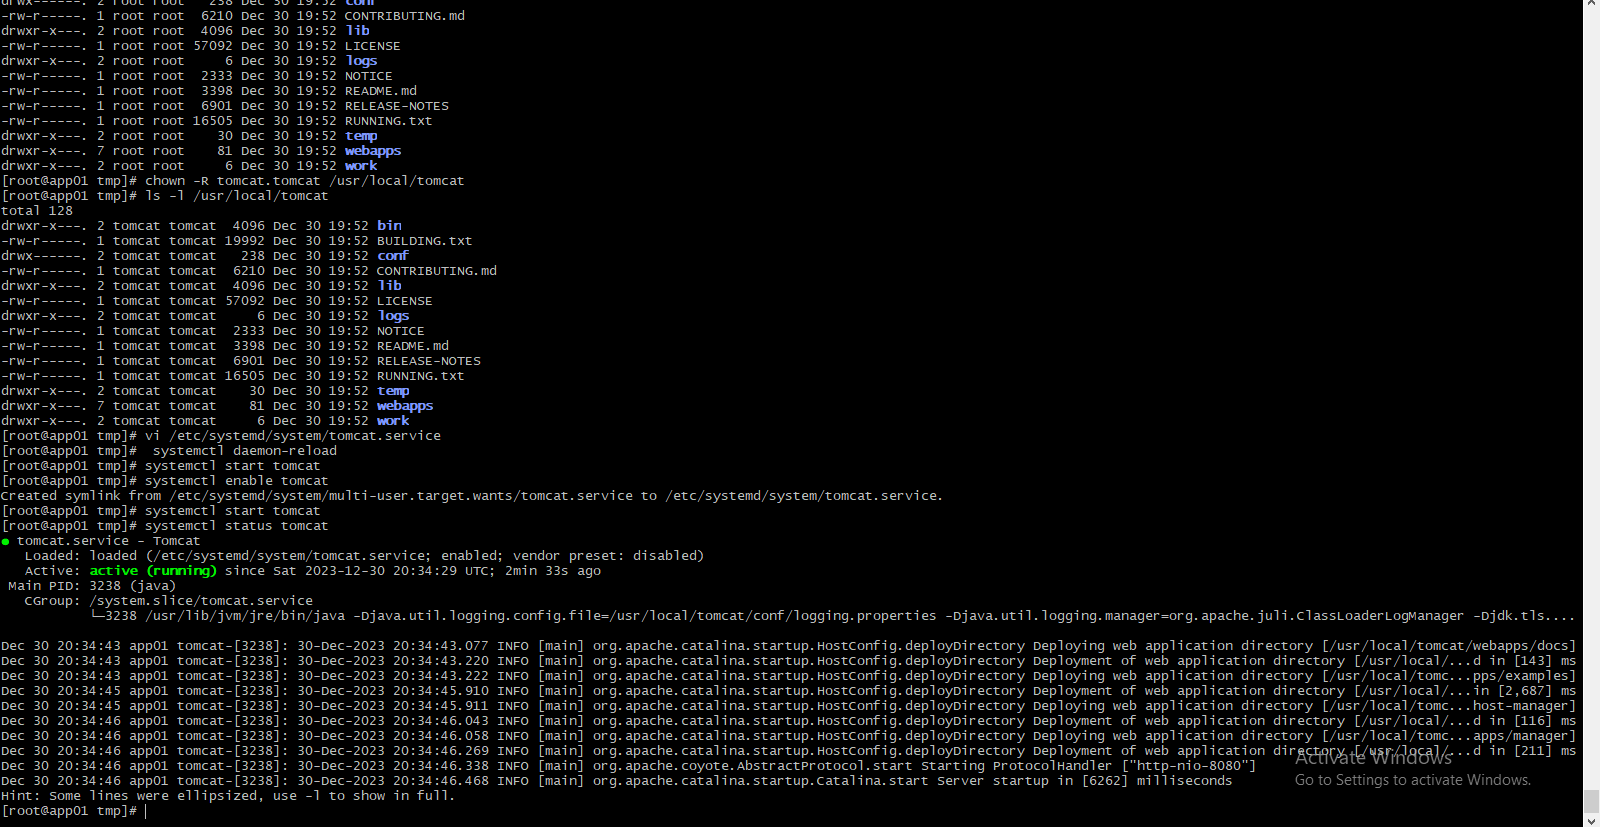 drwx------. 2 root root   238 Dec 30 19:52 conf
-rw-r-----. 1 root root  6210 Dec 30 19:52 CONTRIBUTING.md
drwxr-x---. 2 root root  4096 Dec 30 19:52 lib
-rw-r-----. 1 root root 57092 Dec 30 19:52 LICENSE
drwxr-x---. 2 root root     6 Dec 30 19:52 logs
-rw-r-----. 1 root root  2333 Dec 30 19:52 NOTICE
-rw-r-----. 1 root root  3398 Dec 30 19:52 README.md
-rw-r-----. 1 root root  6901 Dec 30 19:52 RELEASE-NOTES
-rw-r-----. 1 root root 16505 Dec 30 19:52 RUNNING.txt
drwxr-x---. 2 root root    30 Dec 30 19:52 temp
drwxr-x---. 7 root root    81 Dec 30 19:52 webapps
drwxr-x---. 2 root root     6 Dec 30 19:52 work
[root@app01 tmp]# chown -R tomcat.tomcat /usr/local/tomcat
[root@app01 tmp]# ls -l /usr/local/tomcat
total 128
drwxr-x---. 2 tomcat tomcat  4096 Dec 30 19:52 bin
-rw-r-----. 1 tomcat tomcat 19992 Dec 30 19:52 BUILDING.txt
drwx------. 2 tomcat tomcat   238 Dec 30 19:52 conf
-rw-r-----. 1 tomcat tomcat  6210 Dec 30 19:52 CONTRIBUTING.md
drwxr-x---. 2 tomcat tomcat  4096 Dec 30 19:52 lib
-rw-r-----. 1 tomcat tomcat 57092 Dec 30 19:52 LICENSE
drwxr-x---. 2 tomcat tomcat     6 Dec 30 19:52 logs
-rw-r-----. 1 tomcat tomcat  2333 Dec 30 19:52 NOTICE
-rw-r-----. 1 tomcat tomcat  3398 Dec 30 19:52 README.md
-rw-r-----. 1 tomcat tomcat  6901 Dec 30 19:52 RELEASE-NOTES
-rw-r-----. 1 tomcat tomcat 16505 Dec 30 19:52 RUNNING.txt
drwxr-x---. 2 tomcat tomcat    30 Dec 30 19:52 temp
drwxr-x---. 7 tomcat tomcat    81 Dec 30 19:52 webapps
drwxr-x---. 2 tomcat tomcat     6 Dec 30 19:52 work
[root@app01 tmp]# vi /etc/systemd/system/tomcat.service
[root@app01 tmp]#  systemctl daemon-reload
[root@app01 tmp]# systemctl start tomcat
[root@app01 tmp]# systemctl enable tomcat
Created symlink from /etc/systemd/system/multi-user.target.wants/tomcat.service to /etc/systemd/system/tomcat.service.
[root@app01 tmp]# systemctl start tomcat
[root@app01 tmp]# systemctl status tomcat
● tomcat.service - Tomcat
   Loaded: loaded (/etc/systemd/system/tomcat.service; enabled; vendor preset: disabled)
   Active: active (running) since Sat 2023-12-30 20:34:29 UTC; 2min 33s ago
 Main PID: 3238 (java)
   CGroup: /system.slice/tomcat.service
           └─3238 /usr/lib/jvm/jre/bin/java -Djava.util.logging.config.file=/usr/local/tomcat/conf/logging.properties -Djava.util.logging.manager=org.apache.juli.ClassLoaderLogManager -Djdk.tls....
Dec 30 20:34:43 app01 tomcat-[3238]: 30-Dec-2023 20:34:43.077 INFO [main] org.apache.catalina.startup.HostConfig.deployDirectory Deploying web application directory [/usr/local/tomcat/webapps/docs]
Dec 30 20:34:43 app01 tomcat-[3238]: 30-Dec-2023 20:34:43.220 INFO [main] org.apache.catalina.startup.HostConfig.deployDirectory Deployment of web application directory [/usr/local/...d in [143] ms
Dec 30 20:34:43 app01 tomcat-[3238]: 30-Dec-2023 20:34:43.222 INFO [main] org.apache.catalina.startup.HostConfig.deployDirectory Deploying web application directory [/usr/local/tomc...pps/examples]
Dec 30 20:34:45 app01 tomcat-[3238]: 30-Dec-2023 20:34:45.910 INFO [main] org.apache.catalina.startup.HostConfig.deployDirectory Deployment of web application directory [/usr/local/...in [2,687] ms
Dec 30 20:34:45 app01 tomcat-[3238]: 30-Dec-2023 20:34:45.911 INFO [main] org.apache.catalina.startup.HostConfig.deployDirectory Deploying web application directory [/usr/local/tomc...host-manager]
Dec 30 20:34:46 app01 tomcat-[3238]: 30-Dec-2023 20:34:46.043 INFO [main] org.apache.catalina.startup.HostConfig.deployDirectory Deployment of web application directory [/usr/local/...d in [116] ms
Dec 30 20:34:46 app01 tomcat-[3238]: 30-Dec-2023 20:34:46.058 INFO [main] org.apache.catalina.startup.HostConfig.deployDirectory Deploying web application directory [/usr/local/tomc...apps/manager]
Dec 30 20:34:46 app01 tomcat-[3238]: 30-Dec-2023 20:34:46.269 INFO [main] org.apache.catalina.startup.HostConfig.deployDirectory Deployment of web application directory [/usr/local/...d in [211] ms
Dec 30 20:34:46 app01 tomcat-[3238]: 30-Dec-2023 20:34:46.338 INFO [main] org.apache.coyote.AbstractProtocol.start Starting ProtocolHandler ["http-nio-8080"]
Dec 30 20:34:46 app01 tomcat-[3238]: 30-Dec-2023 20:34:46.468 INFO [main] org.apache.catalina.startup.Catalina.start Server startup in [6262] milliseconds
Hint: Some lines were ellipsized, use -l to show in full.
[root@app01 tmp]#
Activate Windows
Go to Settings to activate Windows.